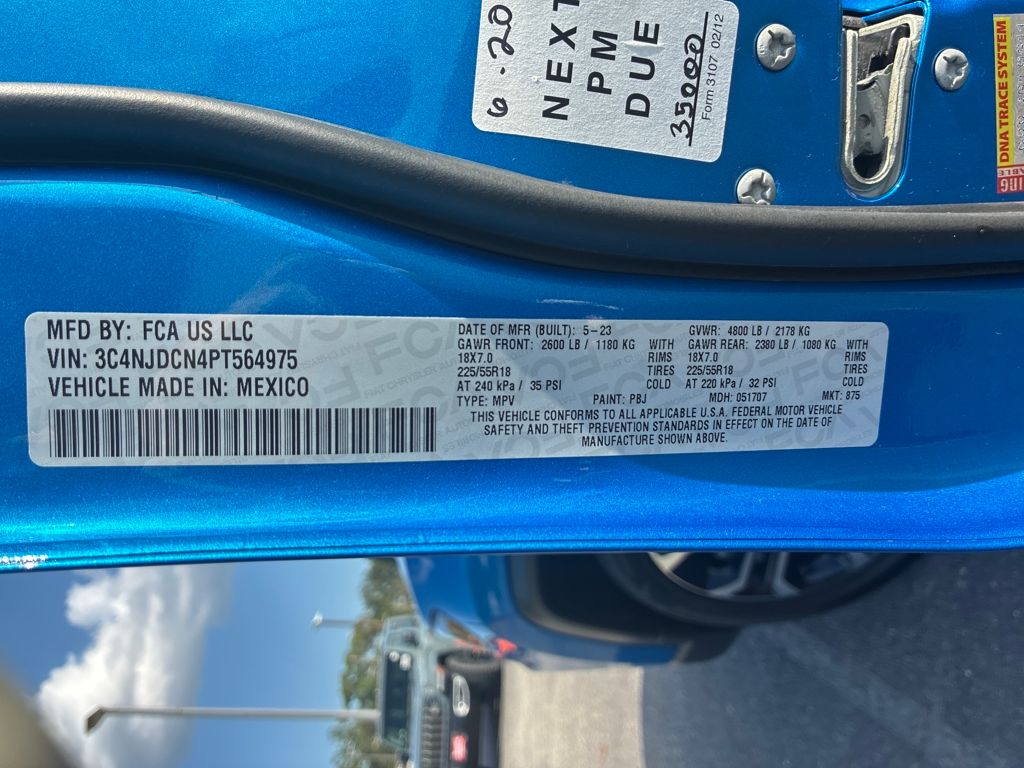 6.20
NEXT
PM
DUE
35000
Form 3107 02/12
DNA TRACE SYSTEM
MFD BY: FCA US LLC
VIN: 3C4NJDCN4PT564975
VEHICLE MADE IN: MEXICO
DATE OF MFR (BUILT): 5-23 GVWR: 4800 LB / 2178 KG
GAWR FRONT: 2600 LB / 1180 KG WITH GAWR REAR: 2380 LB / 1080 KG WITH
18X7.0 RIMS 18X7.0 RIMS
225/55R18 TIRES 225/55R18 TIRES
AT 240 kPa / 35 PSI COLD AT 220 kPa / 32 PSI COLD
TYPE: MPV PAINT: PBJ MDH: 051707 MKT: 875
THIS VEHICLE CONFORMS TO ALL APPLICABLE U.S.A. FEDERAL MOTOR VEHICLE
SAFETY AND THEFT PREVENTION STANDARDS IN EFFECT ON THE DATE OF
MANUFACTURE SHOWN ABOVE.